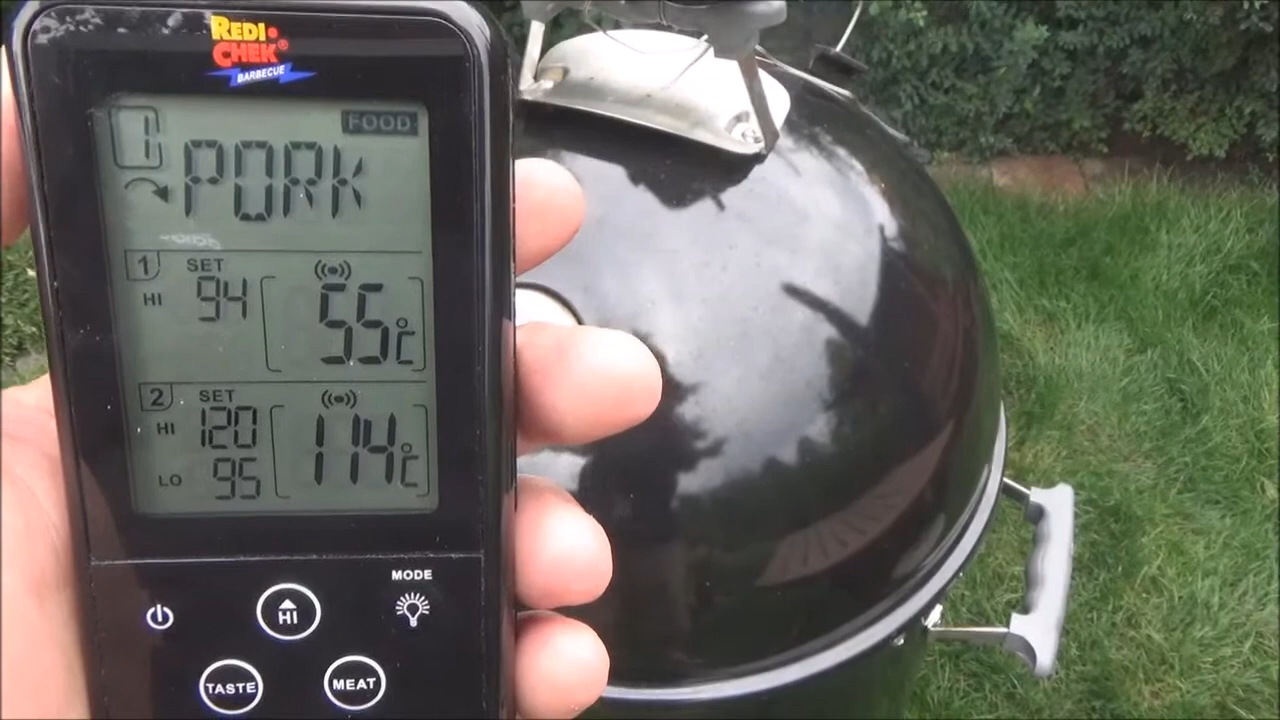 REDI
CHEK®
BARBECUE
1 FOOD
PORK
1 SET
HI 94 55°C
2 SET
HI 120 114°C
LO 95
MODE
HI
TASTE MEAT